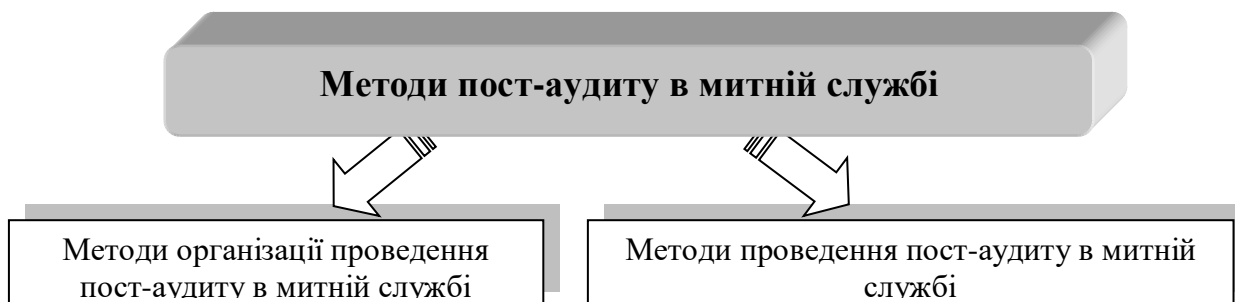 Методи пост-аудиту в митній службі
Методи організації проведення
пост-аудиту в митній службі
Методи проведення пост-аудиту в митній
службі